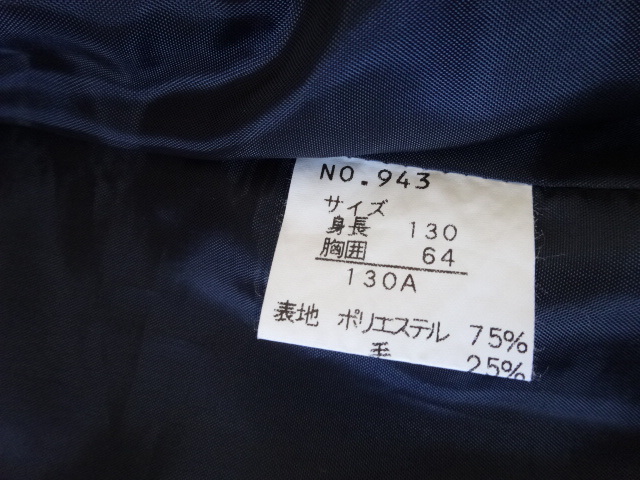 NO.943
サイズ
身長 130
胸囲 64
130A
表地 ポリエステル 75%
毛 25%